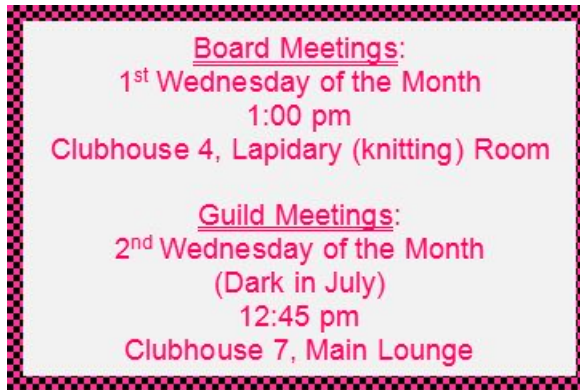 Board Meetings:
1st Wednesday of the Month
1:00 pm
Clubhouse 4, Lapidary (knitting) Room
Guild Meetings:
2nd Wednesday of the Month
(Dark in July)
12:45 pm
Clubhouse 7, Main Lounge